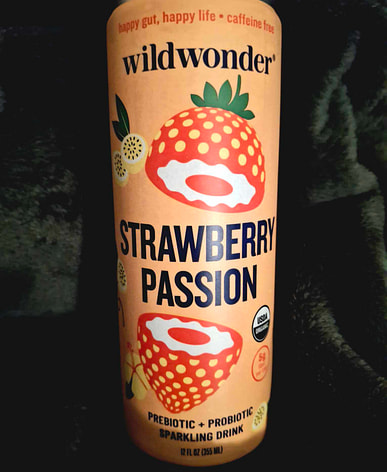 happy gut, happy life • caffeine free
wildwonder®
STRAWBERRY
PASSION
USDA
ORGANIC
5g
PREBIOTIC + PROBIOTIC
SPARKLING DRINK
12 FL OZ (355 ML)